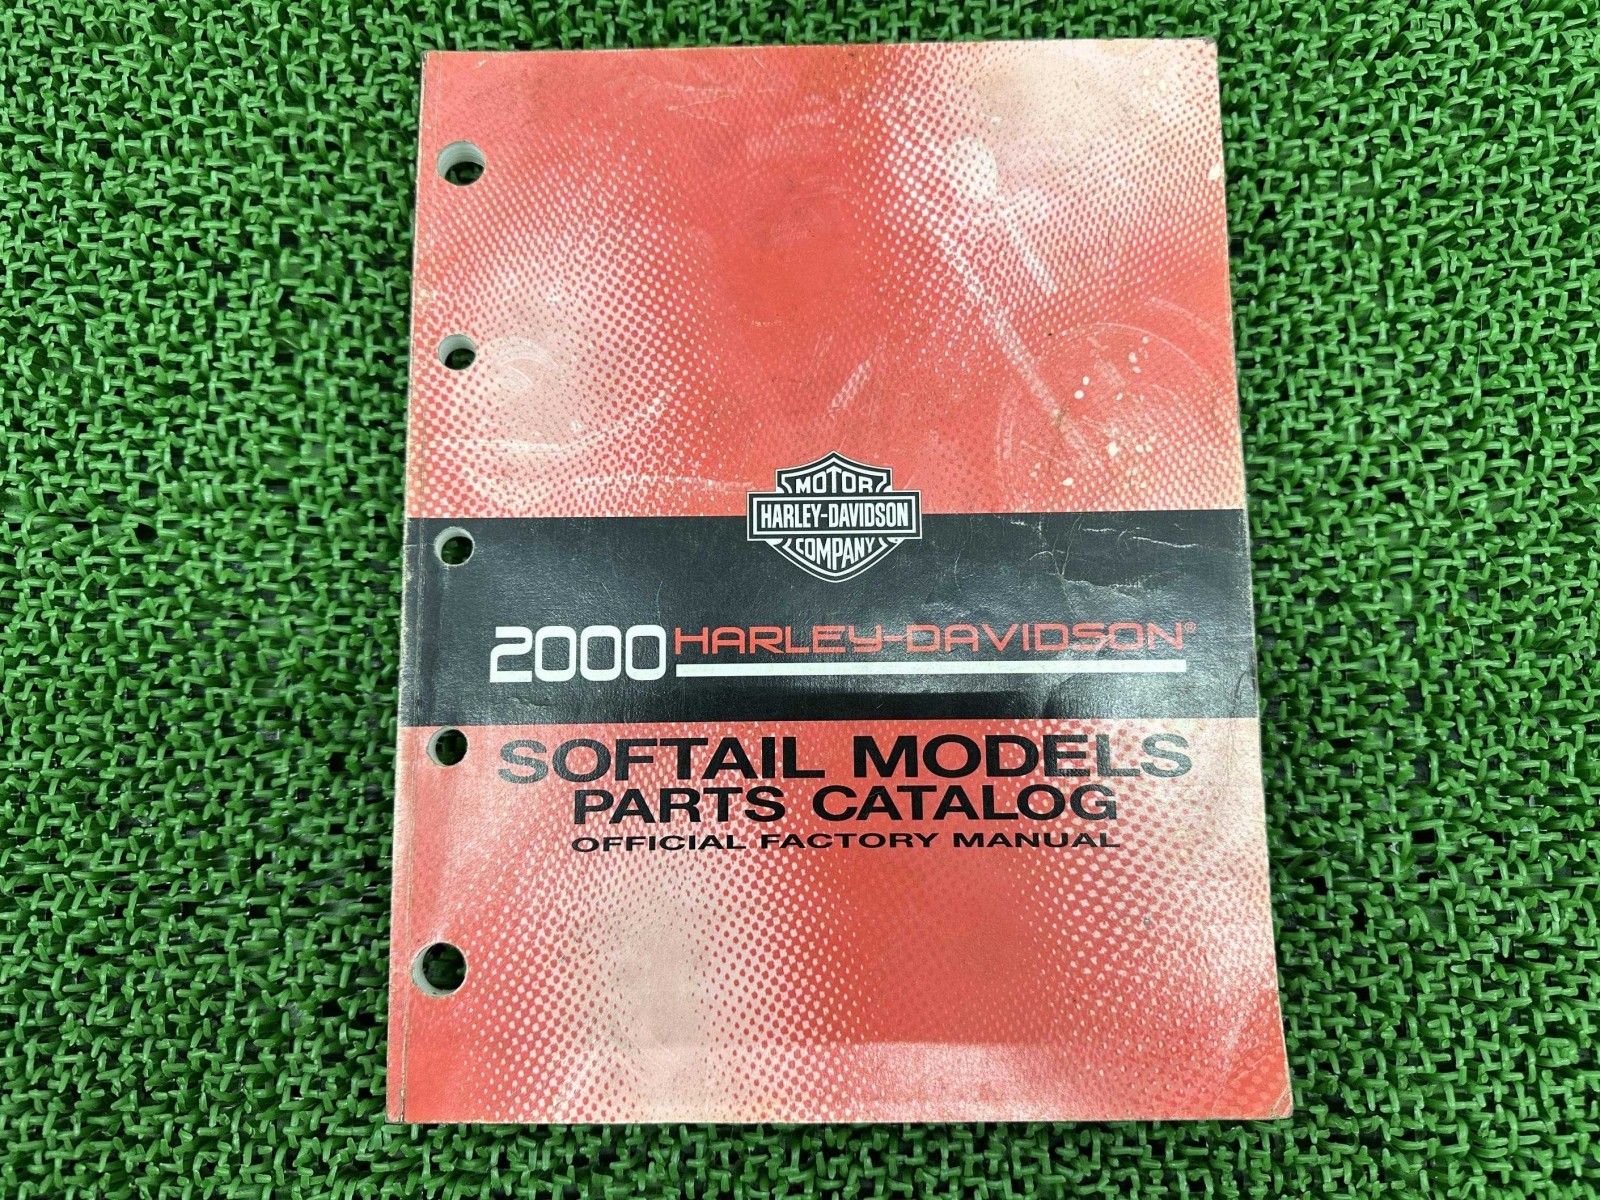 MOTOR
HARLEY-DAVIDSON
COMPANY
2000 HARLEY-DAVIDSON®
SOFTAIL MODELS
PARTS CATALOG
OFFICIAL FACTORY MANUAL